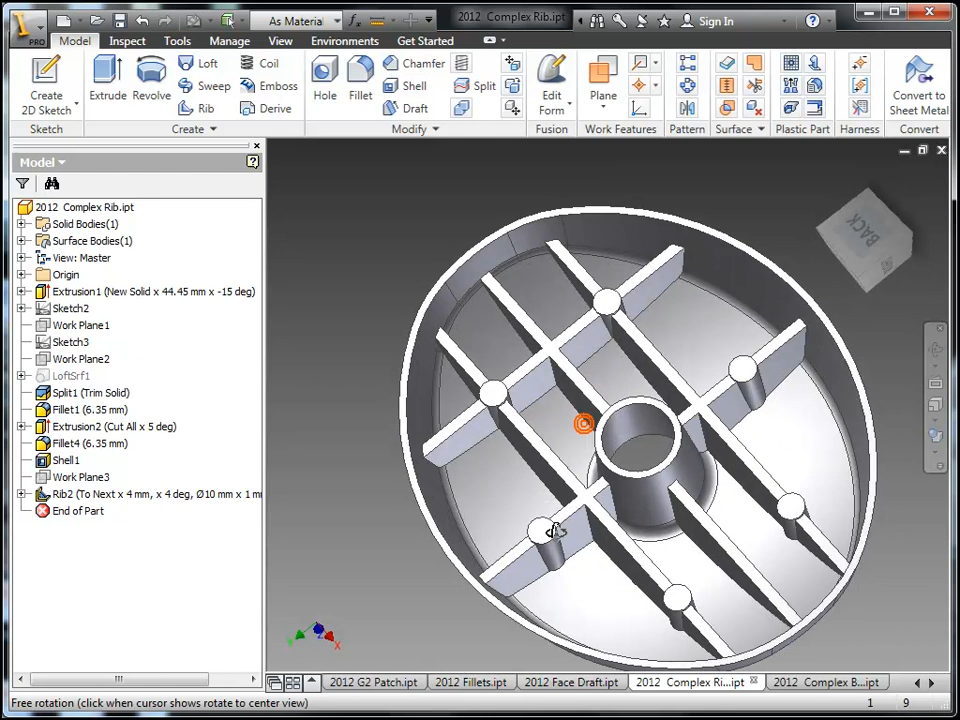 As Material
2012 Complex Rib.ipt
Sign In
PRO
Model Inspect Tools Manage View Environments Get Started
Create
2D Sketch
Extrude
Revolve
Loft
Sweep
Rib
Coil
Emboss
Derive
Hole
Fillet
Chamfer
Shell
Draft
Split
Edit
Form
Plane
Convert to
Sheet Metal
Sketch Create Modify Fusion Work Features Pattern Surface Plastic Part Harness Convert
Model
2012 Complex Rib.ipt
Solid Bodies(1)
Surface Bodies(1)
View: Master
Origin
Extrusion1 (New Solid x 44.45 mm x -15 deg)
Sketch2
Work Plane1
Sketch3
Work Plane2
LoftSrf1
Split1 (Trim Solid)
Fillet1 (6.35 mm)
Extrusion2 (Cut All x 5 deg)
Fillet4 (6.35 mm)
Shell1
Work Plane3
Rib2 (To Next x 4 mm, x 4 deg, Ø10 mm x 1 m
End of Part
BACK
Y
Z
X
2012 G2 Patch.ipt 2012 Fillets.ipt 2012 Face Draft.ipt 2012 Complex Ri...ipt 2012 Complex B...ipt
Free rotation (click when cursor shows rotate to center view) 1 9